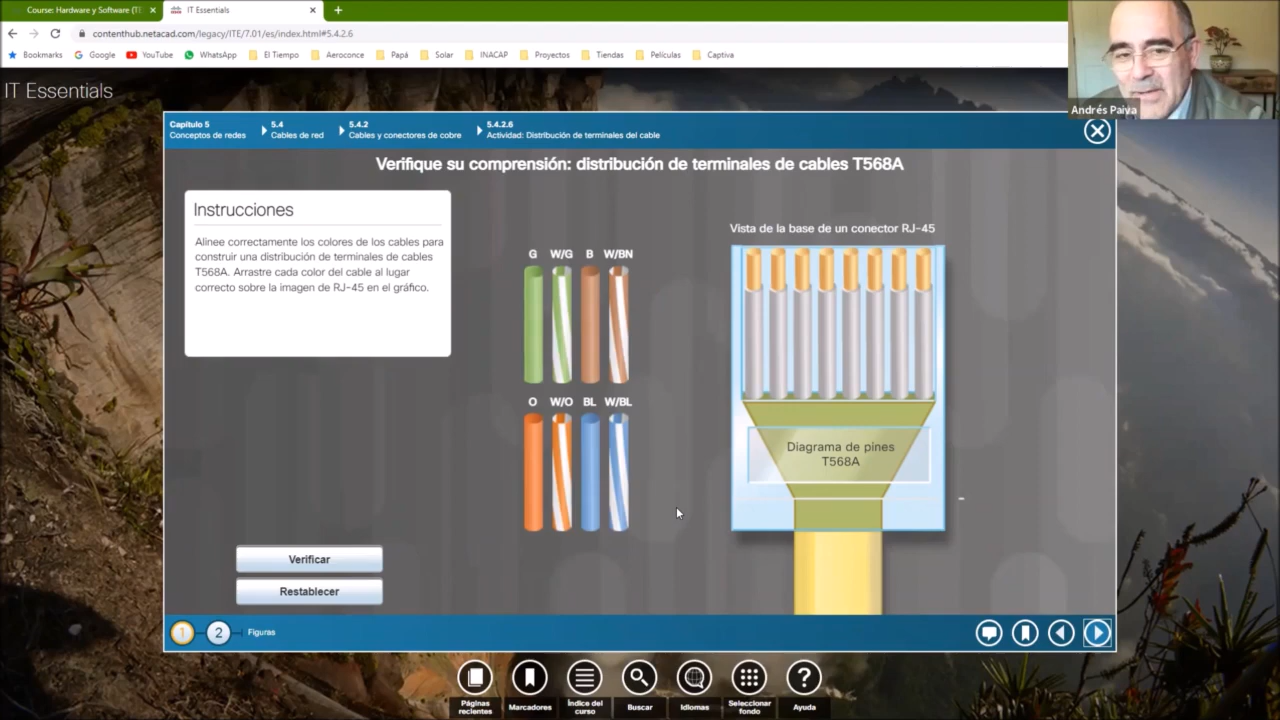 Course: Hardware y Software (TI
IT Essentials
contenthub.netacad.com/legacy/ITE/7.01/es/index.html#5.4.2.6
Bookmarks
Google
YouTube
WhatsApp
El Tiempo
Aeroconce
Papá
Solar
INACAP
Proyectos
Tiendas
Películas
Captiva
Andrés Paiva
IT Essentials
Capítulo 5
Conceptos de redes
5.4
Cables de red
5.4.2
Cables y conectores de cobre
5.4.2.6
Actividad: Distribución de terminales del cable
Verifique su comprensión: distribución de terminales de cables T568A
Instrucciones
Alinee correctamente los colores de los cables para
construir una distribución de terminales de cables
T568A. Arrastre cada color del cable al lugar
correcto sobre la imagen de RJ-45 en el gráfico.
G W/G B W/BN
O W/O BL W/BL
Vista de la base de un conector RJ-45
Diagrama de pines
T568A
Verificar
Restablecer
1
2
Figuras
Páginas
recientes
Marcadores
Índice del
curso
Buscar
Idiomas
Seleccionar
fondo
?
Ayuda